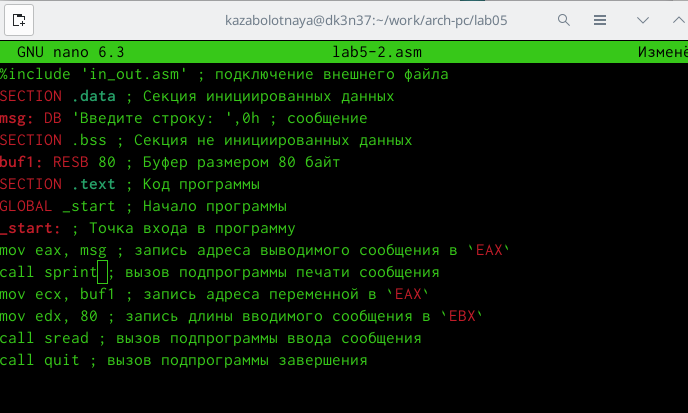 kazabolotnaya@dk3n37:~/work/arch-pc/lab05
GNU nano 6.3 lab5-2.asm Изменё
%include 'in_out.asm' ; подключение внешнего файла
SECTION .data ; Секция инициированных данных
msg: DB 'Введите строку: ',0h ; сообщение
SECTION .bss ; Секция не инициированных данных
buf1: RESB 80 ; Буфер размером 80 байт
SECTION .text ; Код программы
GLOBAL _start ; Начало программы
_start: ; Точка входа в программу
mov eax, msg ; запись адреса выводимого сообщения в `EAX`
call sprint ; вызов подпрограммы печати сообщения
mov ecx, buf1 ; запись адреса переменной в `EAX`
mov edx, 80 ; запись длины вводимого сообщения в `EBX`
call sread ; вызов подпрограммы ввода сообщения
call quit ; вызов подпрограммы завершения